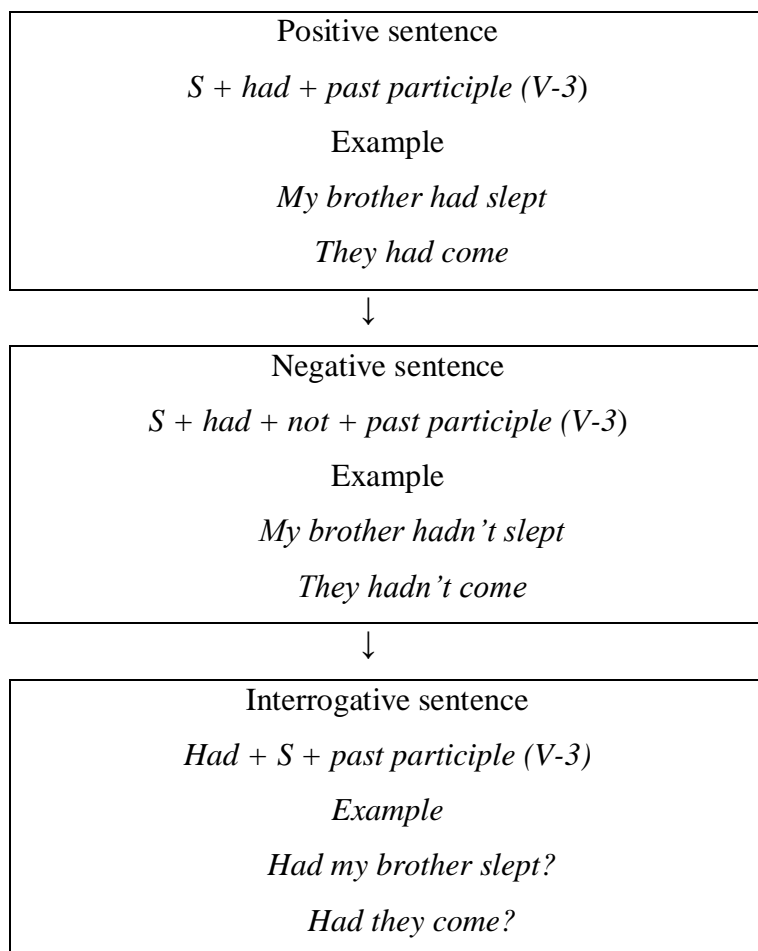 Positive sentence
S + had + past participle (V-3)
Example
My brother had slept
They had come
↓
Negative sentence
S + had + not + past participle (V-3)
Example
My brother hadn’t slept
They hadn’t come
↓
Interrogative sentence
Had + S + past participle (V-3)
Example
Had my brother slept?
Had they come?